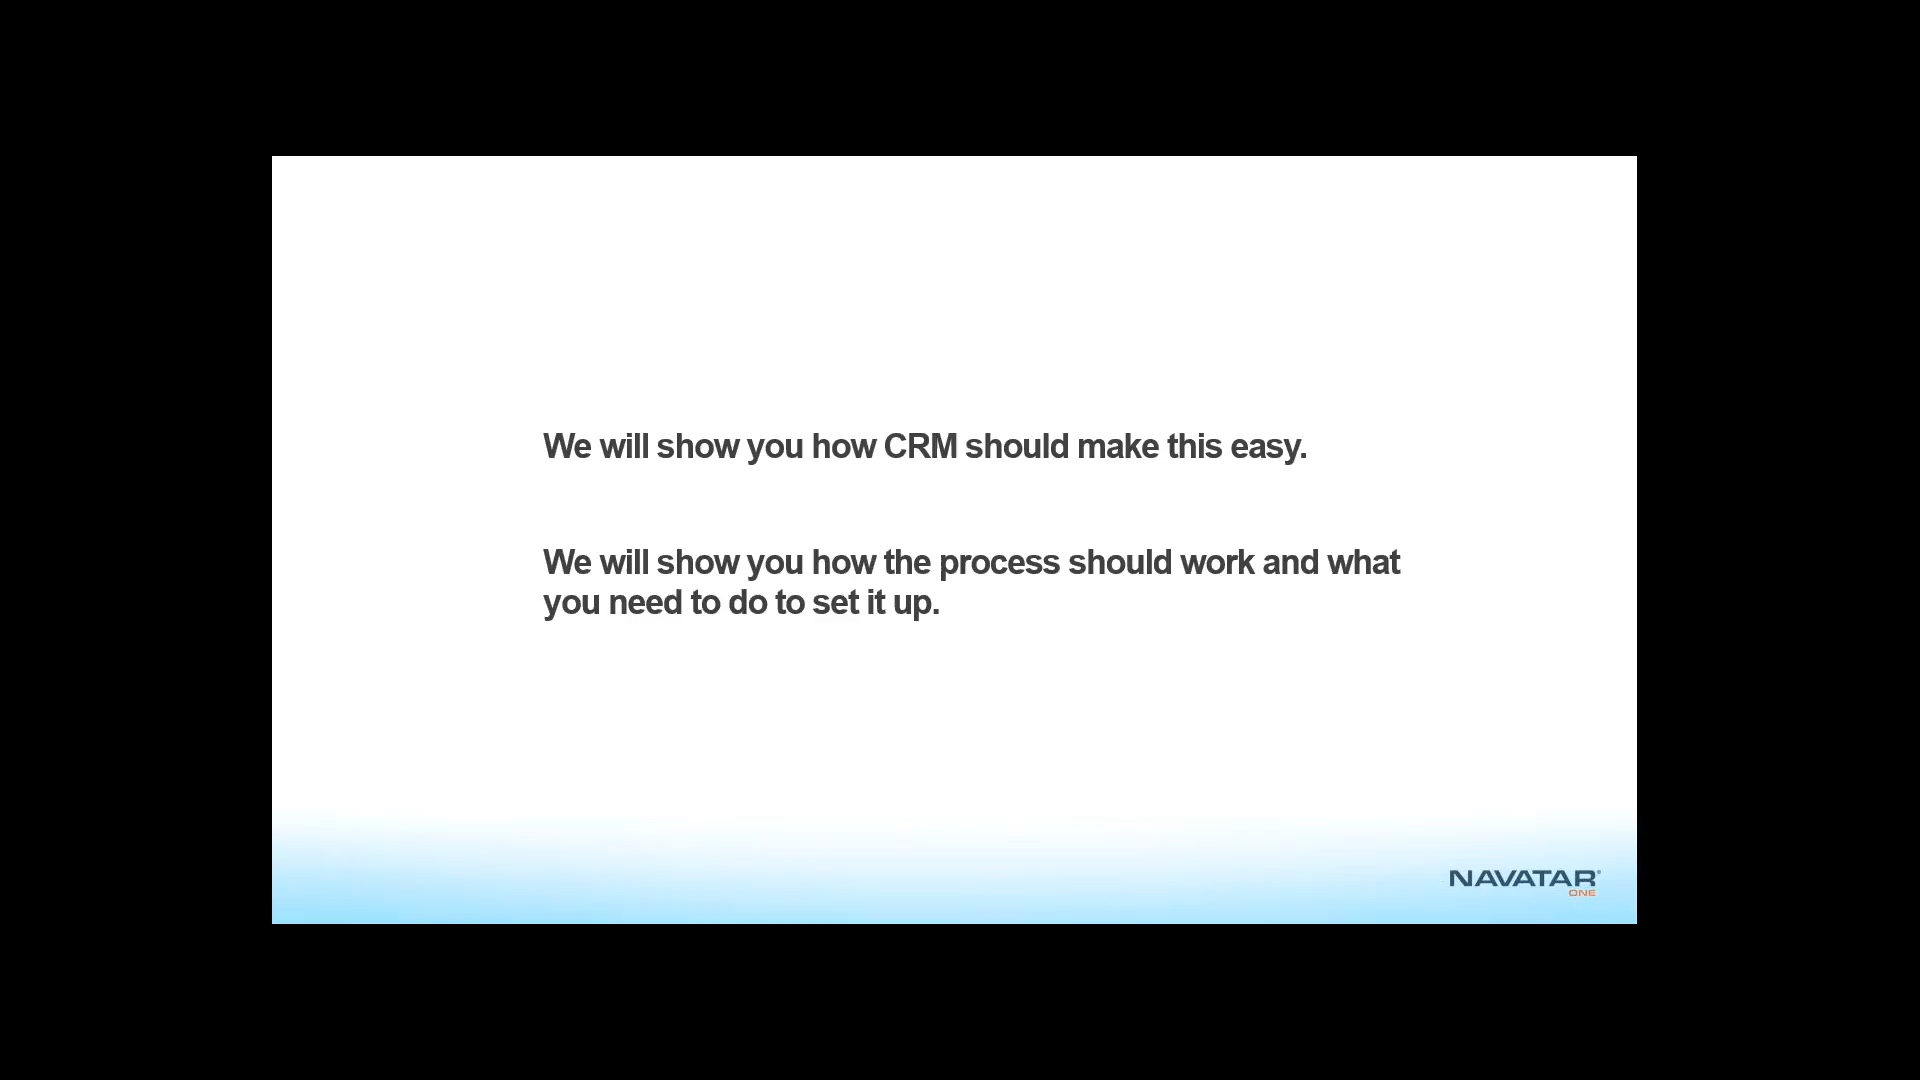 We will show you how CRM should make this easy.
We will show you how the process should work and what
you need to do to set it up.
NAVATAR®
ONE